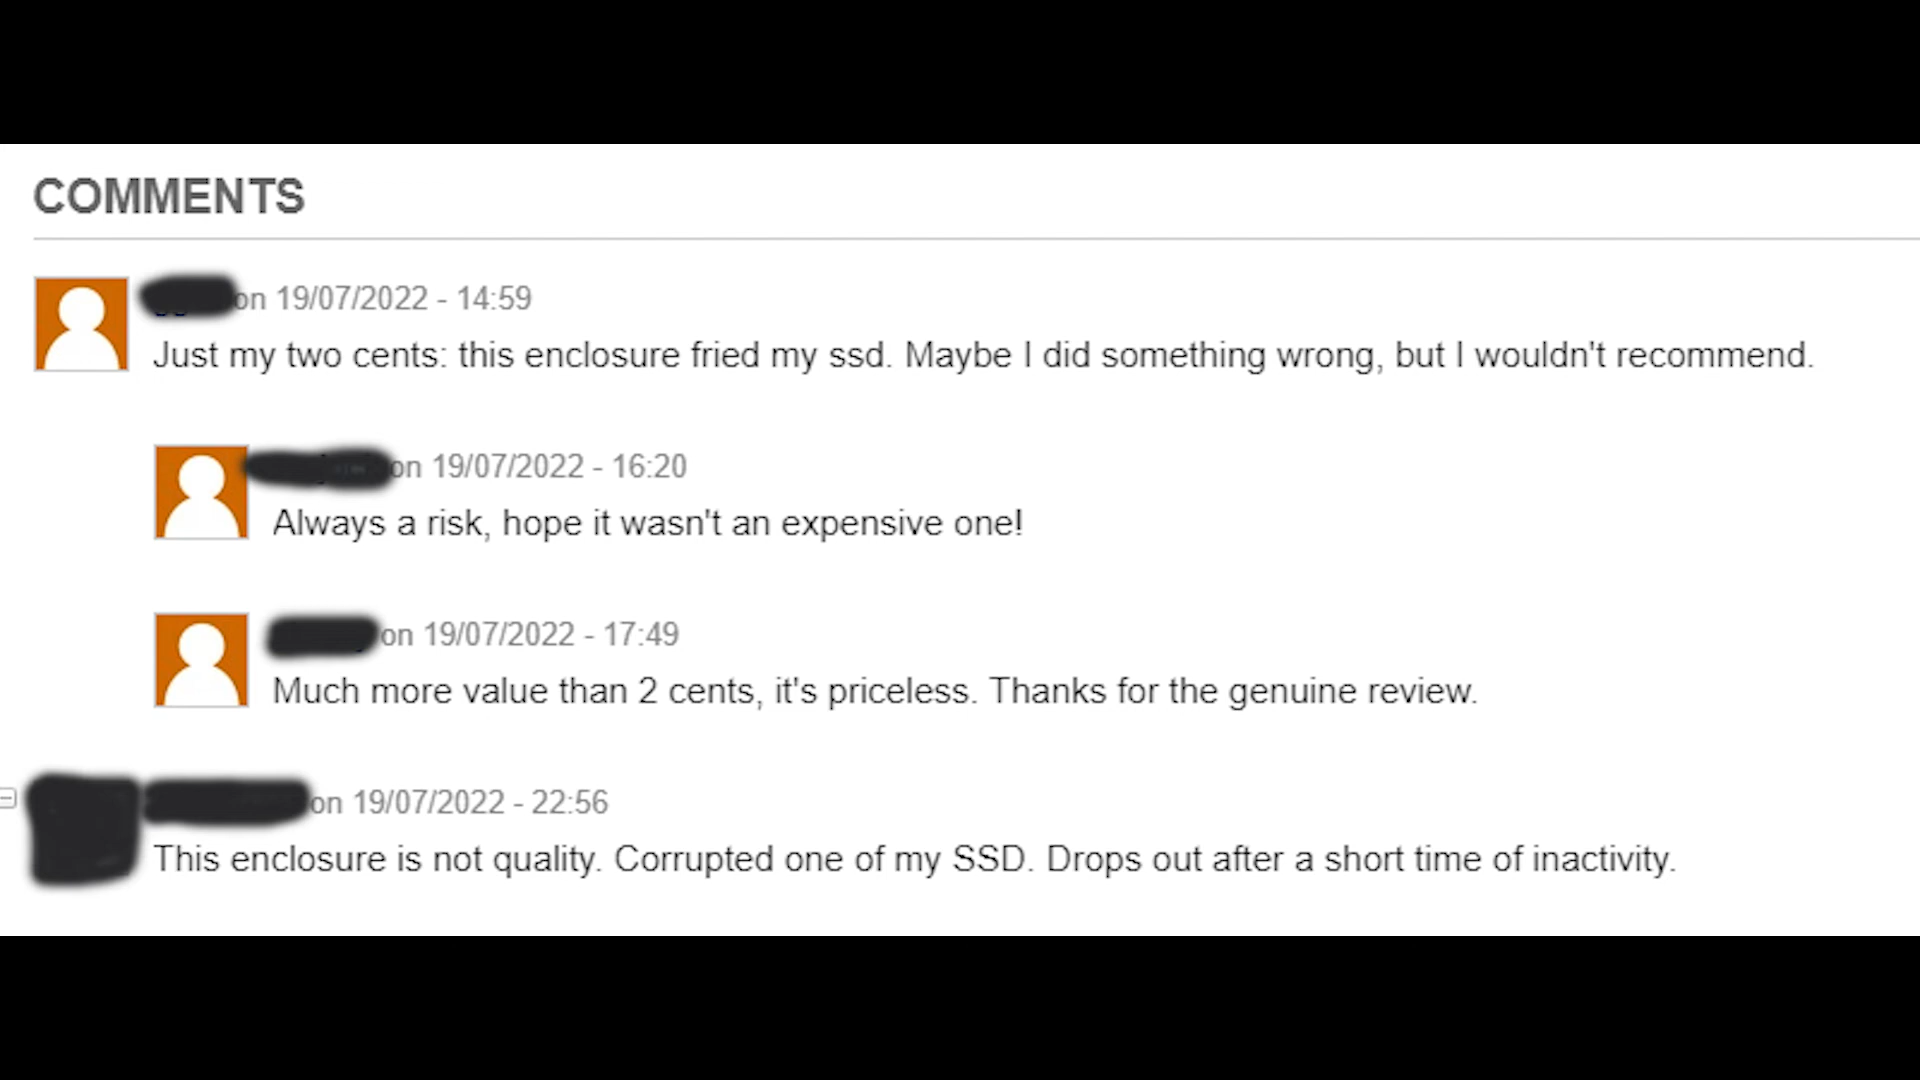 COMMENTS
on 19/07/2022 - 14:59
Just my two cents: this enclosure fried my ssd. Maybe I did something wrong, but I wouldn't recommend.
on 19/07/2022 - 16:20
Always a risk, hope it wasn't an expensive one!
on 19/07/2022 - 17:49
Much more value than 2 cents, it's priceless. Thanks for the genuine review.
on 19/07/2022 - 22:56
This enclosure is not quality. Corrupted one of my SSD. Drops out after a short time of inactivity.